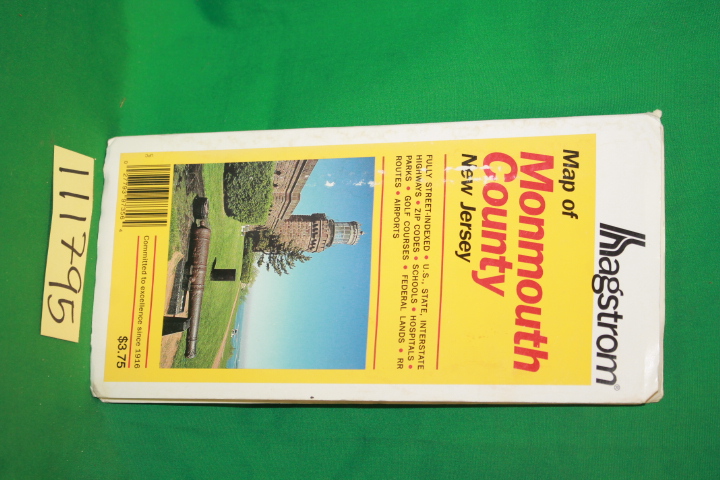 hagstrom®
Map of
Monmouth
County
New Jersey
FULLY STREET-INDEXED • U.S., STATE, INTERSTATE
HIGHWAYS • ZIP CODES • SCHOOLS • HOSPITALS •
PARKS • GOLF COURSES • FEDERAL LANDS • RR
ROUTES • AIRPORTS
Committed to excellence since 1916
$3.75
111795